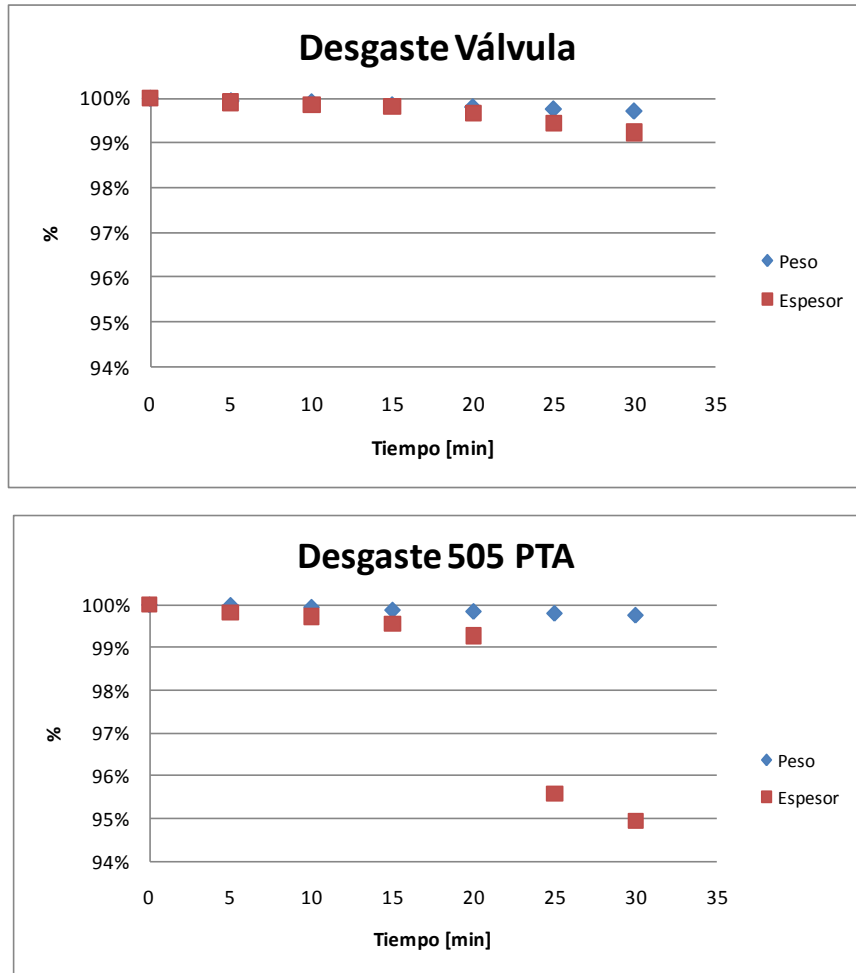 Desgaste Válvula
100%
99%
98%
97%
96%
95%
94%
%
0 5 10 15 20 25 30 35
Tiempo [min]
Peso
Espesor
Desgaste 505 PTA
100%
99%
98%
97%
96%
95%
94%
%
0 5 10 15 20 25 30 35
Tiempo [min]
Peso
Espesor